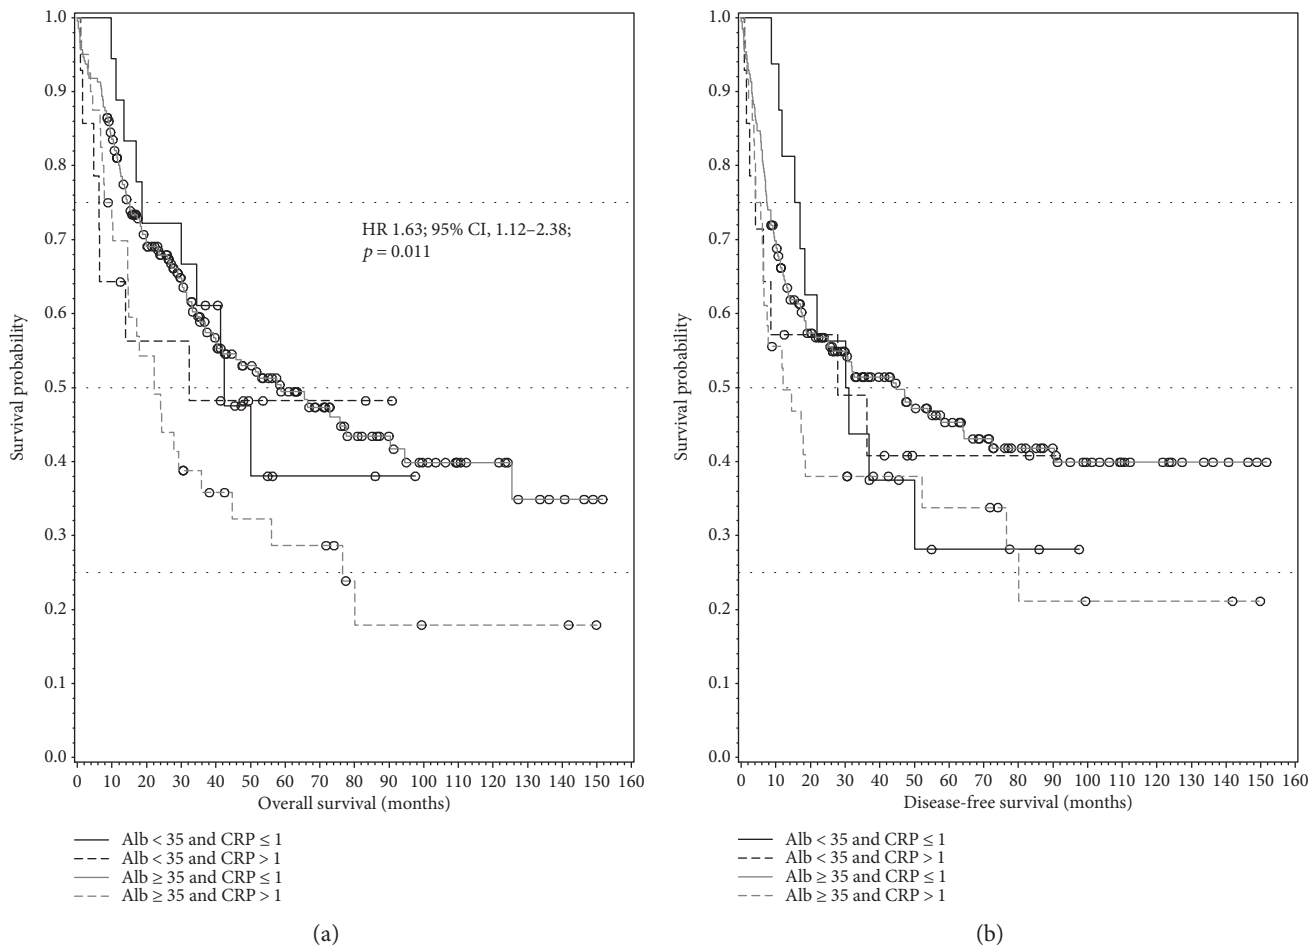 1.0
0.9
0.8
0.7
0.6
0.5
0.4
0.3
0.2
0.1
0.0
Survival probability
HR 1.63; 95% CI, 1.12–2.38;
p = 0.011
0 10 20 30 40 50 60 70 80 90 100 110 120 130 140 150 160
Overall survival (months)
Alb < 35 and CRP ≤ 1
Alb < 35 and CRP > 1
Alb ≥ 35 and CRP ≤ 1
Alb ≥ 35 and CRP > 1
(a)
1.0
0.9
0.8
0.7
0.6
0.5
0.4
0.3
0.2
0.1
0.0
Survival probability
0 10 20 30 40 50 60 70 80 90 100 110 120 130 140 150 160
Disease-free survival (months)
Alb < 35 and CRP ≤ 1
Alb < 35 and CRP > 1
Alb ≥ 35 and CRP ≤ 1
Alb ≥ 35 and CRP > 1
(b)